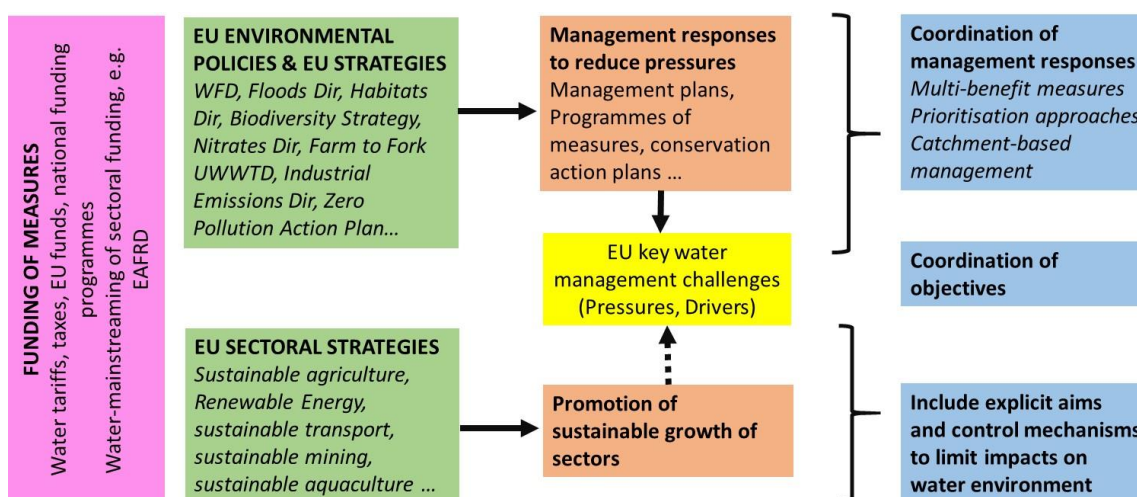 FUNDING OF MEASURES
Water tariffs, taxes, EU funds, national funding
programmes
Water-mainstreaming of sectoral funding, e.g.
EAFRD
EU ENVIRONMENTAL
POLICIES & EU STRATEGIES
WFD, Floods Dir, Habitats
Dir, Biodiversity Strategy,
Nitrates Dir, Farm to Fork
UWWTD, Industrial
Emissions Dir, Zero
Pollution Action Plan…
Management responses
to reduce pressures
Management plans,
Programmes of
measures, conservation
action plans …
Coordination of
management responses
Multi-benefit measures
Prioritisation approaches
Catchment-based
management
EU key water
management challenges
(Pressures, Drivers)
Coordination of
objectives
EU SECTORAL STRATEGIES
Sustainable agriculture,
Renewable Energy,
sustainable transport,
sustainable mining,
sustainable aquaculture …
Promotion of
sustainable growth of
sectors
Include explicit aims
and control mechanisms
to limit impacts on
water environment